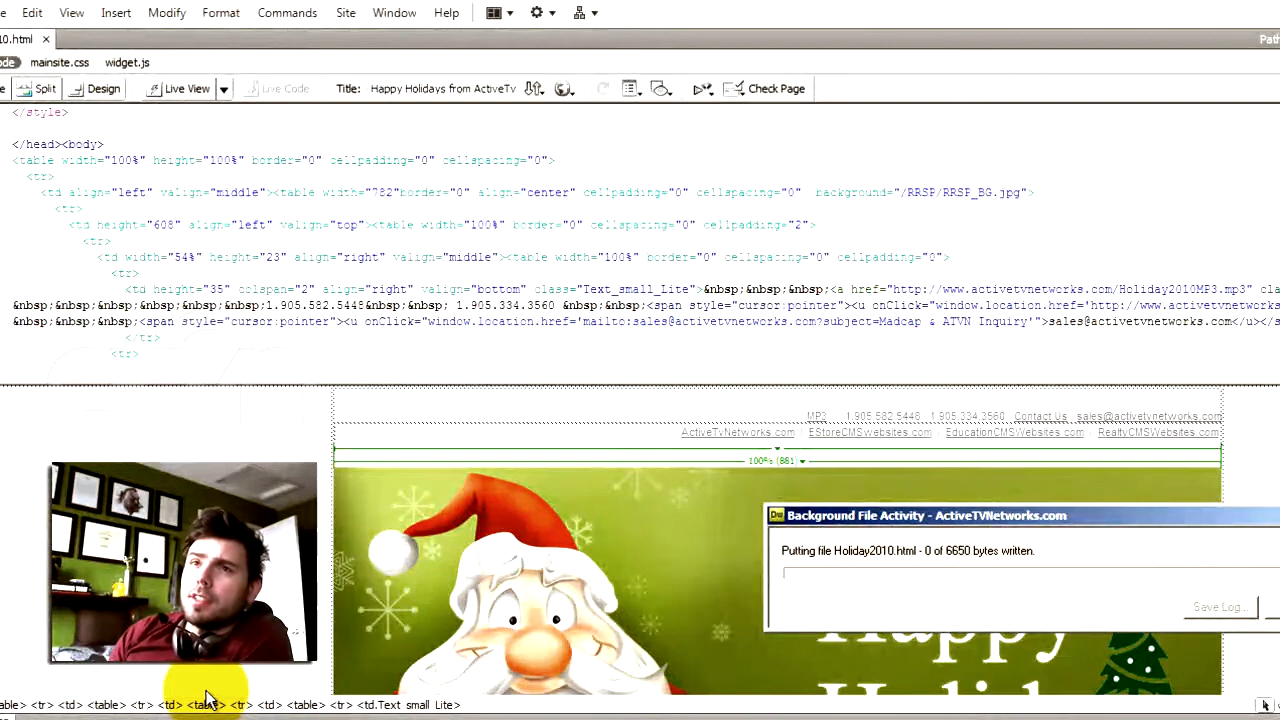 Edit View Insert Modify Format Commands Site Window Help
10.html
mainsite.css widget.js
Split Design Live View Live Code Title: Happy Holidays from ActiveTv Check Page
</style>
</head><body>
<table width="100%" height="100%" border="0" cellpadding="0" cellspacing="0">
<tr>
<td align="left" valign="middle"><table width="782"border="0" align="center" cellpadding="0" cellspacing="0"  background="/RRSP/RRSP_BG.jpg">
<tr>
<td height="608" align="left" valign="top"><table width="100%" border="0" cellspacing="0" cellpadding="2">
<tr>
<td width="54%" height="23" align="right" valign="middle"><table width="100%" border="0" cellspacing="0" cellpadding="0">
<tr>
<td height="35" colspan="2" align="right" valign="bottom" class="Text_small_Lite">&nbsp;&nbsp;&nbsp;<a href="http://www.activetvnetworks.com/Holiday2010MP3.mp3" cla
&nbsp;&nbsp;&nbsp;&nbsp;&nbsp;&nbsp;1.905.582.5448&nbsp;&nbsp; 1.905.334.3560 &nbsp;&nbsp;<span style="cursor:pointer"><u onClick="window.location.href='http://www.activetvnetworks
&nbsp;&nbsp;&nbsp;<span style="cursor:pointer"><u onClick="window.location.href='mailto:sales@activetvnetworks.com?subject=Madcap & ATVN Inquiry'">sales@activetvnetworks.com</u></s
</tr>
<tr>
MP3 1.905.582.5448 1.905.334.3560 Contact Us sales@activetvnetworks.com
ActiveTvNetworks.com EStoreCMSWebsites.com EducationCMSWebsites.com RealtyCMSWebsites.com
100% (881)
Background File Activity - ActiveTVNetworks.com
Putting file Holiday2010.html - 0 of 6650 bytes written.
Save Log...
Happy
<tr> <td> <table> <tr> <td> <table> <tr> <td> <table> <tr> <td.Text_small_Lite>